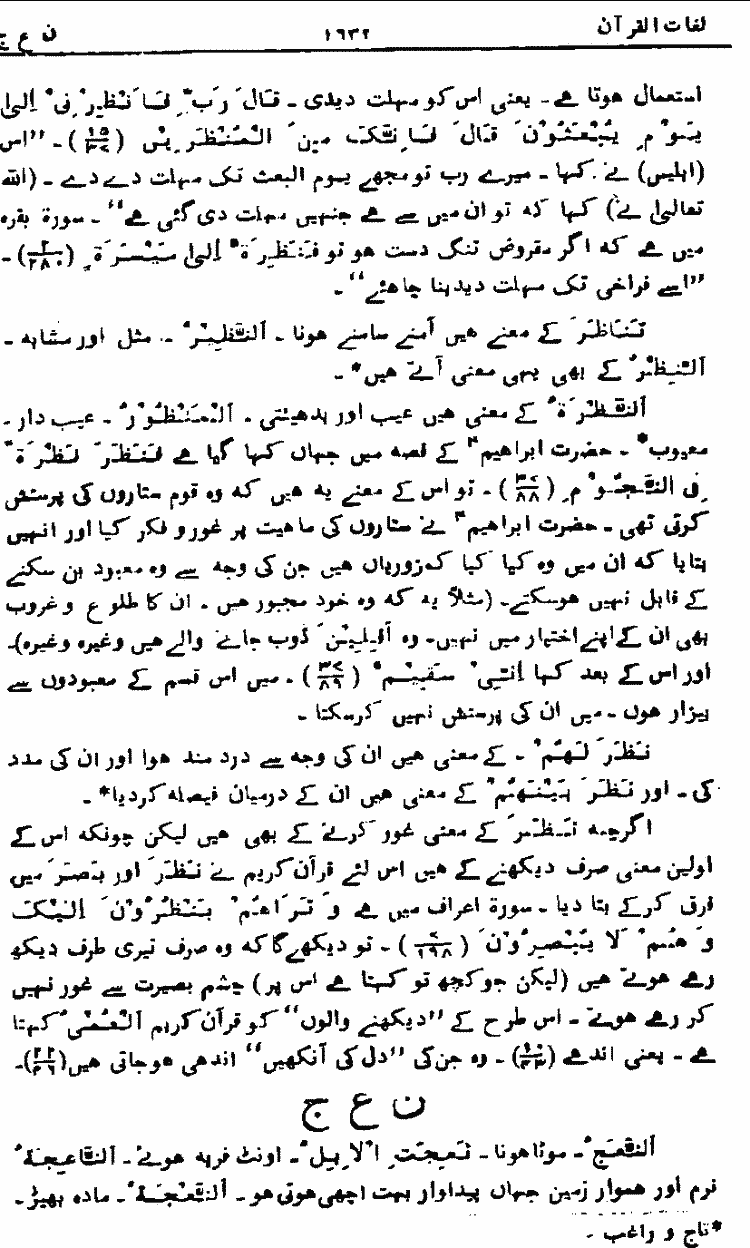 لغات القرآن ۱٦۳۲ ن ع ج
استعمال ہوتا ہے۔ یعنی اس کو مہلت دیدی۔ قَالَ رَبِّ فَاَنْظِرْنِیْ اِلیٰ
یَوْمِ یُبْعَثُوْنَ قَالَ فَاِنَّکَ مِنَ الْمُنْظَرِیْنَ (۱۵/۳۷)۔ ''اس
(ابلیس) نے کہا۔ میرے رب تو مجھے یوم البعث تک مہلت دے دے۔ (اللہ
تعالیٰ نے) کہا کہ تو ان میں سے ہے جنہیں مہلت دی گئی ہے''۔ سورۃ بقرہ
میں ہے کہ اگر مقروض تنگ دست ہو تو فَنَظِرَۃٌ اِلیٰ مَیْسَرَۃٍ (۲/۲۸۰)۔
''اسے فراخی تک مہلت دیدینا چاہئے''۔
تَنَاظَرَ کے معنے ہیں آمنے سامنے ہونا۔ اَلنَّظِیْرُ۔ مثل اور مشابہ۔
اَلنِّظْرُ کے بھی یہی معنی آتے ہیں*۔
اَلنَّظْرَۃُ کے معنی ہیں عیب اور بدھیئتی۔ اَلْمَنْظُوْرُ۔ عیب دار۔
معیوب*۔ حضرت ابراھیم ؑ کے قصہ میں جہاں کہا گیا ہے فَنَظَرَ نَظْرَۃً
فِی النُّجُوْمِ (۳۷/۸۸)۔ تو اس کے معنے یہ ہیں کہ وہ قوم ستاروں کی پرستش
کرتی تھی۔ حضرت ابراھیم ؑ نے ستاروں کی ماہیت پر غور و فکر کیا اور انہیں
بتایا کہ ان میں وہ کیا کیا کمزوریاں ہیں جن کی وجہ سے وہ معبود بن سکنے
کے قابل نہیں ہوسکتے۔ (مثلاً یہ کہ وہ خود مجبور ہیں۔ ان کا طلوع و غروب
بھی ان کے اپنے اختیار میں نہیں۔ وہ اٰفِلِیْنَ ڈوب جانے والے ہیں وغیرہ وغیرہ)۔
اور اس کے بعد کہا اِنِّیْ سَقِیْمٌ (۳۷/۸۹)۔ میں اس قسم کے معبودوں سے
بیزار ہوں۔ میں ان کی پرستش نہیں کرسکتا۔
نَظَرَ لَہُمْ۔ کے معنی ہیں ان کی وجہ سے درد مند ہوا اور ان کی مدد
کی۔ اور نَظَرَ بَیْنَہُمْ کے معنی ہیں ان کے درمیان فیصلہ کردیا*۔
اگرچہ نَظَرَ کے معنی غور کرنے کے بھی ہیں لیکن چونکہ اس کے
اولین معنی صرف دیکھنے کے ہیں اس لئے قرآن کریم نے نَظَرَ اور بَصَرَ میں
فرق کرکے بتا دیا۔ سورۃ اعراف میں ہے وَ تَرَاھُمْ یَنْظُرُوْنَ اِلَیْکَ
وَ ھُمْ لَا یُبْصِرُوْنَ (۷/۱۹۸)۔ تو دیکھے گا کہ وہ صرف تیری طرف دیکھ
رہے ہوتے ہیں (لیکن جو کچھ تو کہتا ہے اس پر) چشم بصیرت سے غور نہیں
کر رہے ہوتے۔ اس طرح کے ''دیکھنے والوں'' کو قرآن کریم اَلْعُمْیُ کہتا
ہے۔ یعنی اندھے (۱۰/۴۳)۔ وہ جن کی ''دل کی آنکھیں'' اندھی ہوجاتی ہیں (۲۲/۴۶)۔
ن ع ج
اَلنَّعَجُ۔ موٹا ہونا۔ نَعِجَتِ الْاِبِلُ۔ اونٹ فربہ ہوئے۔ اَلنَّاعِجَۃُ
نرم اور ہموار زمین جہاں پیداوار بہت اچھی ہوتی ہو۔ اَلنَّعْجَۃُ۔ مادہ بھیڑ۔
*تاج و راغب۔